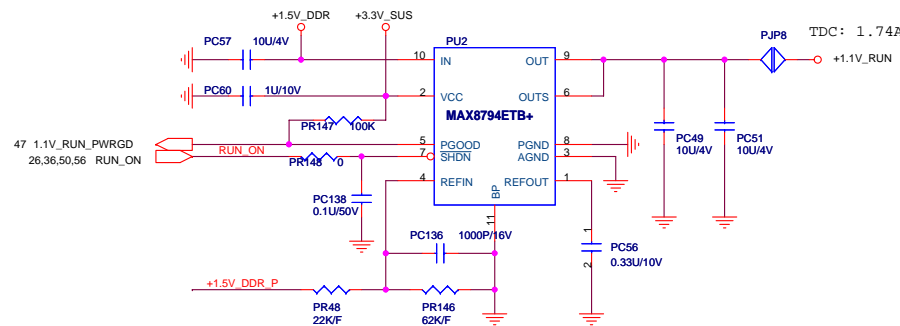 +1.5V_DDR +3.3V_SUS
PC57 10U/4V
PU2
PJP8 TDC: 1.74A
10 IN OUT 9
+1.1V_RUN
PC60 1U/10V
2 VCC OUTS 6
MAX8794ETB+
PR147 100K
PC49 10U/4V
PC51 10U/4V
47 1.1V_RUN_PWRGD
5 PGOOD PGND 8
26,36,50,56 RUN_ON
RUN_ON
PR148 0
7 SHDN AGND 3
4 REFIN REFOUT 1
BP
11
PC138
0.1U/50V
PC136 1000P/16V
1
PC56
0.33U/10V
2
+1.5V_DDR_P
PR48
22K/F
PR146
62K/F